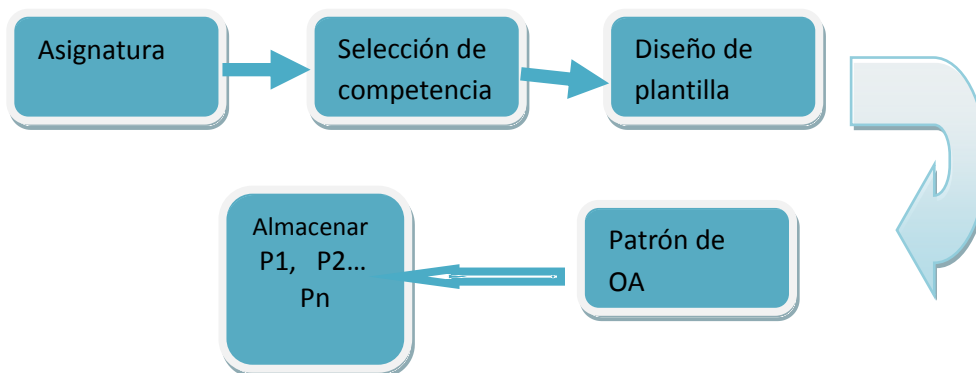 Asignatura
Selección de
competencia
Diseño de
plantilla
Almacenar
P1, P2...
Pn
Patrón de
OA